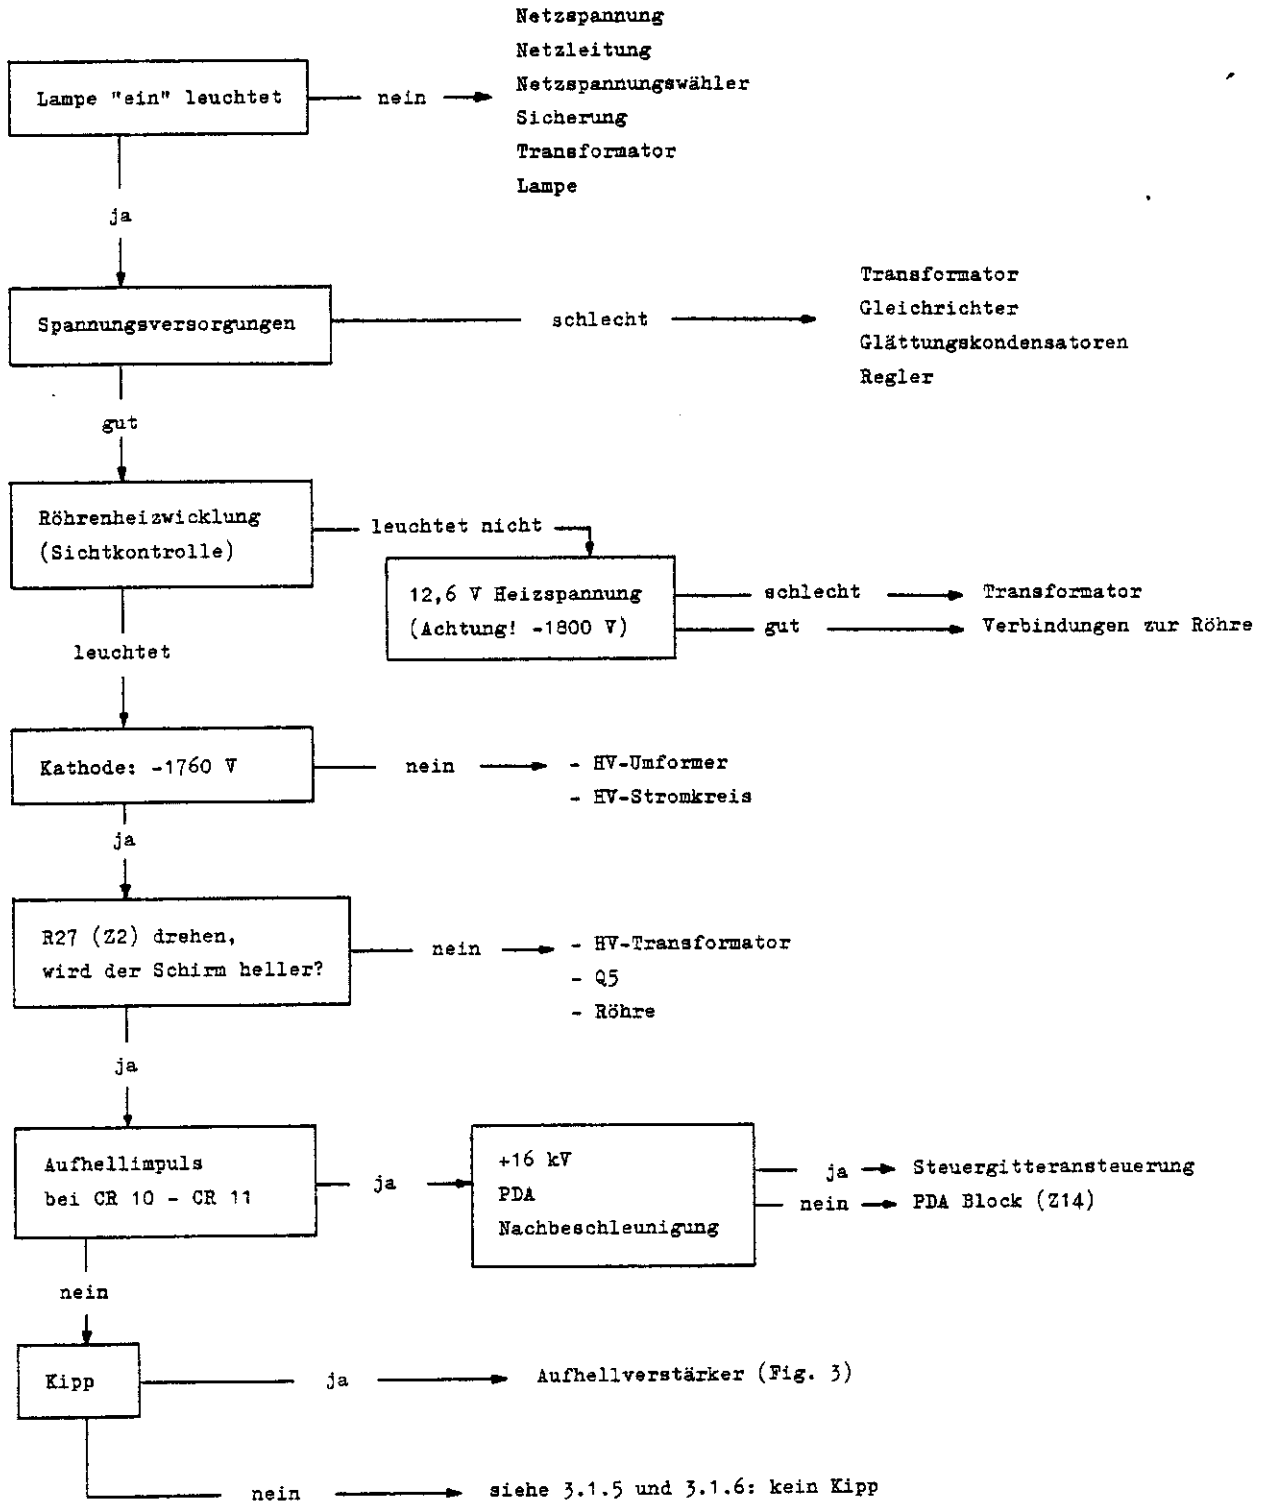 Netzspannung
Netzleitung
Netzspannungswähler
Sicherung
Transformator
Lampe
Lampe "ein" leuchtet
nein
ja
Spannungsversorgungen
schlecht
Transformator
Gleichrichter
Glättungskondensatoren
Regler
gut
Röhrenheizwicklung
(Sichtkontrolle)
leuchtet nicht
12,6 V Heizspannung
(Achtung! -1800 V)
schlecht
Transformator
gut
Verbindungen zur Röhre
leuchtet
Kathode: -1760 V
nein
- HV-Umformer
- HV-Stromkreis
ja
R27 (Z2) drehen,
wird der Schirm heller?
nein
- HV-Transformator
- Q5
- Röhre
ja
Aufhellimpuls
bei CR 10 - CR 11
ja
+16 kV
PDA
Nachbeschleunigung
ja
Steuergitteransteuerung
nein
PDA Block (Z14)
nein
Kipp
ja
Aufhellverstärker (Fig. 3)
nein
siehe 3.1.5 und 3.1.6: kein Kipp